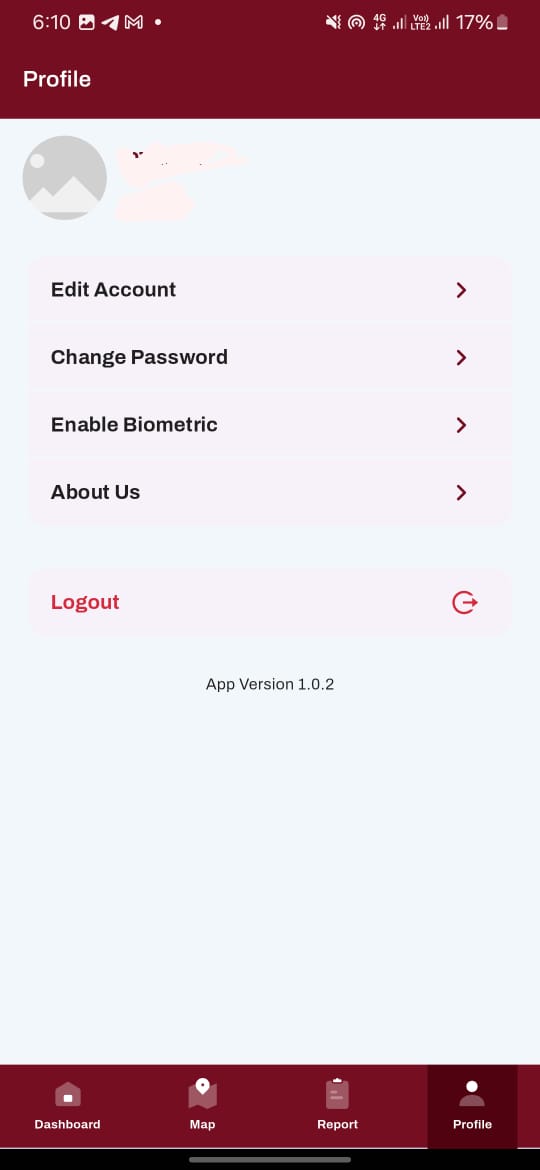 6:10 4G Vo)) LTE2 17%
Profile
Edit Account
Change Password
Enable Biometric
About Us
Logout
App Version 1.0.2
Dashboard Map Report Profile